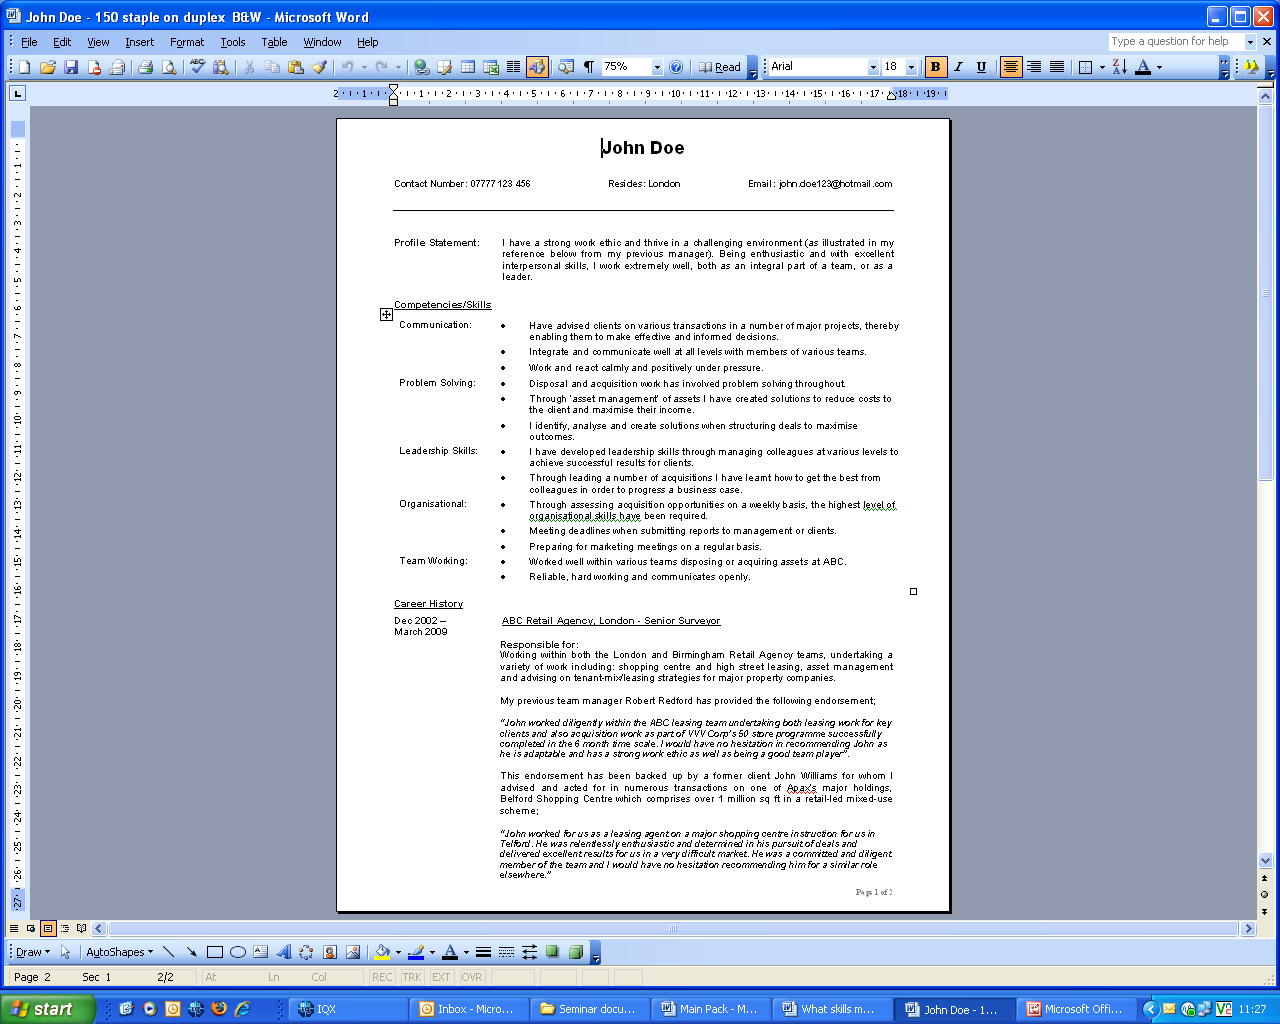 John Doe - 150 staple on duplex B&W - Microsoft Word
File Edit View Insert Format Tools Table Window Help
Type a question for help
75% Read Arial 18 B I U
2 1 1 2 3 4 5 6 7 8 9 10 11 12 13 14 15 16 17 18 19
John Doe
Contact Number: 07777 123 456 Resides: London Email: john.doe123@hotmail.com
Profile Statement: I have a strong work ethic and thrive in a challenging environment (as illustrated in my
reference below from my previous manager). Being enthusiastic and with excellent
interpersonal skills, I work extremely well, both as an integral part of a team, or as a
leader.
Competencies/Skills
Communication: • Have advised clients on various transactions in a number of major projects, thereby
enabling them to make effective and informed decisions.
• Integrate and communicate well at all levels with members of various teams.
• Work and react calmly and positively under pressure.
Problem Solving: • Disposal and acquisition work has involved problem solving throughout.
• Through 'asset management' of assets I have created solutions to reduce costs to
the client and maximise their income.
• I identify, analyse and create solutions when structuring deals to maximise
outcomes.
Leadership Skills: • I have developed leadership skills through managing colleagues at various levels to
achieve successful results for clients.
• Through leading a number of acquisitions I have learnt how to get the best from
colleagues in order to progress a business case.
Organisational: • Through assessing acquisition opportunities on a weekly basis, the highest level of
organisational skills have been required.
• Meeting deadlines when submitting reports to management or clients.
• Preparing for marketing meetings on a regular basis.
Team Working: • Worked well within various teams disposing or acquiring assets at ABC.
• Reliable, hardworking and communicates openly.
Career History
Dec 2002 – ABC Retail Agency, London - Senior Surveyor
March 2009
Responsible for:
Working within both the London and Birmingham Retail Agency teams, undertaking a
variety of work including: shopping centre and high street leasing, asset management
and advising on tenant-mix/leasing strategies for major property companies.
My previous team manager Robert Redford has provided the following endorsement;
"John worked diligently within the ABC leasing team undertaking both leasing work for key
clients and also acquisition work as part of VVV Corp's 50 store programme successfully
completed in the 6 month time scale. I would have no hesitation in recommending John as
he is adaptable and has a strong work ethic as well as being a good team player".
This endorsement has been backed up by a former client John Williams for whom I
advised and acted for in numerous transactions on one of Apax's major holdings,
Belford Shopping Centre which comprises over 1 million sq ft in a retail-led mixed-use
scheme;
"John worked for us as a leasing agent on a major shopping centre instruction for us in
Telford. He was relentlessly enthusiastic and determined in his pursuit of deals and
delivered excellent results for us in a very difficult market. He was a committed and diligent
member of the team and I would have no hesitation recommending him for a similar role
elsewhere."
Page 1 of 2
Draw AutoShapes
Page 2 Sec 1 2/2 At Ln Col REC TRK EXT OVR
start IQX Inbox - Micro... Seminar docu... Main Pack - M... What skills m... John Doe - 1... Microsoft Offi... 11:27